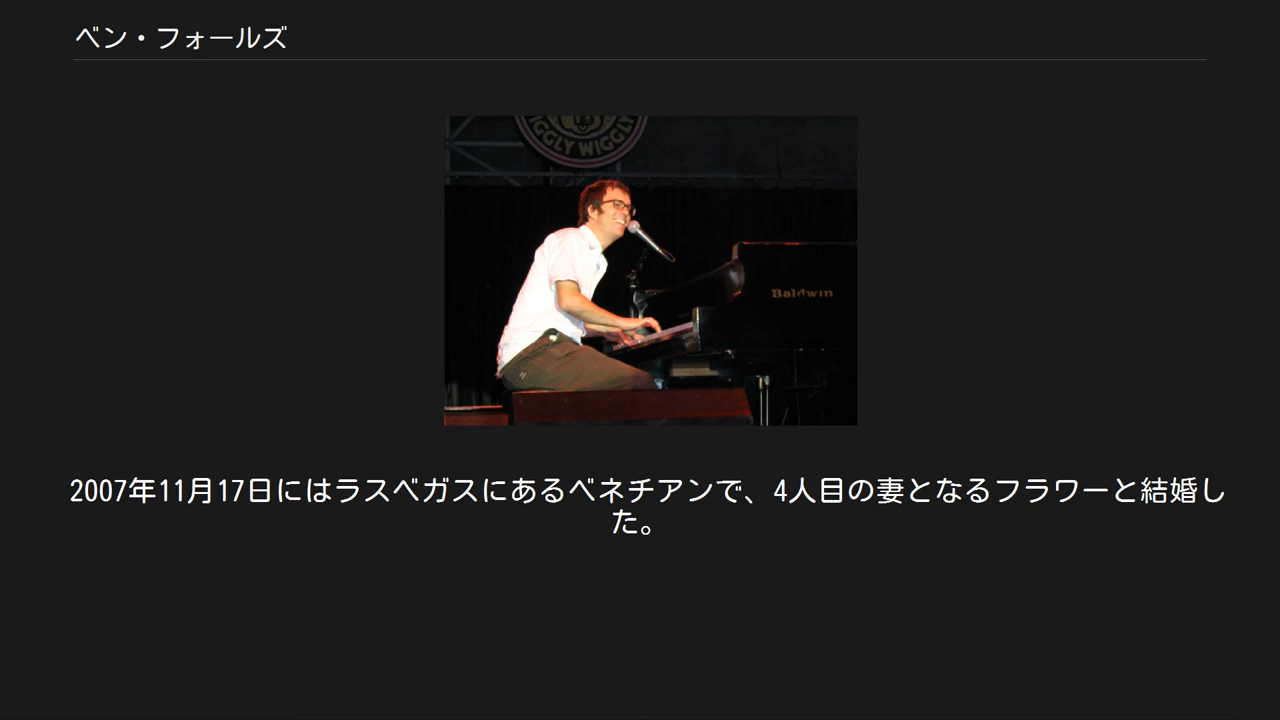 ベン・フォールズ
IGGLY WIGGLY
Baldwin
2007年11月17日にはラスベガスにあるベネチアンで、4人目の妻となるフラワーと結婚し
た。